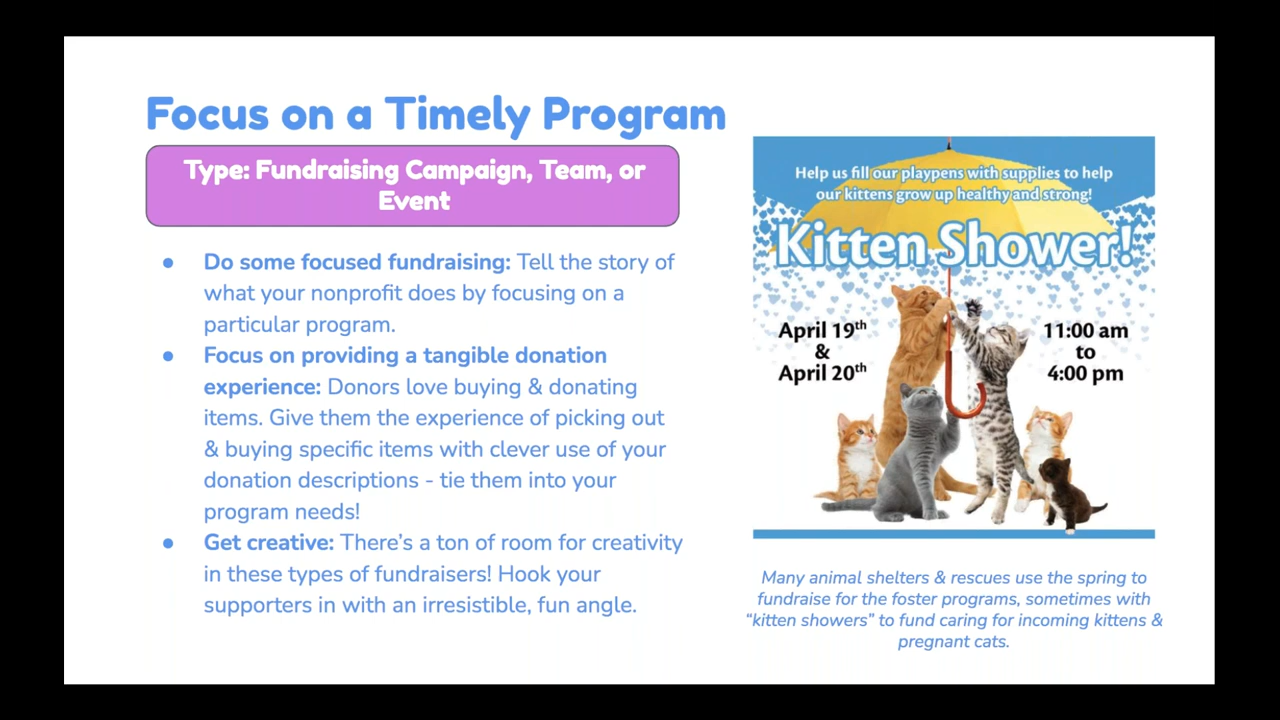 Focus on a Timely Program
Type: Fundraising Campaign, Team, or
Event
● Do some focused fundraising: Tell the story of
what your nonprofit does by focusing on a
particular program.
● Focus on providing a tangible donation
experience: Donors love buying & donating
items. Give them the experience of picking out
& buying specific items with clever use of your
donation descriptions - tie them into your
program needs!
● Get creative: There’s a ton of room for creativity
in these types of fundraisers! Hook your
supporters in with an irresistible, fun angle.
Help us fill our playpens with supplies to help
our kittens grow up healthy and strong!
Kitten Shower!
April 19th
&
April 20th
11:00 am
to
4:00 pm
Many animal shelters & rescues use the spring to
fundraise for the foster programs, sometimes with
“kitten showers” to fund caring for incoming kittens &
pregnant cats.